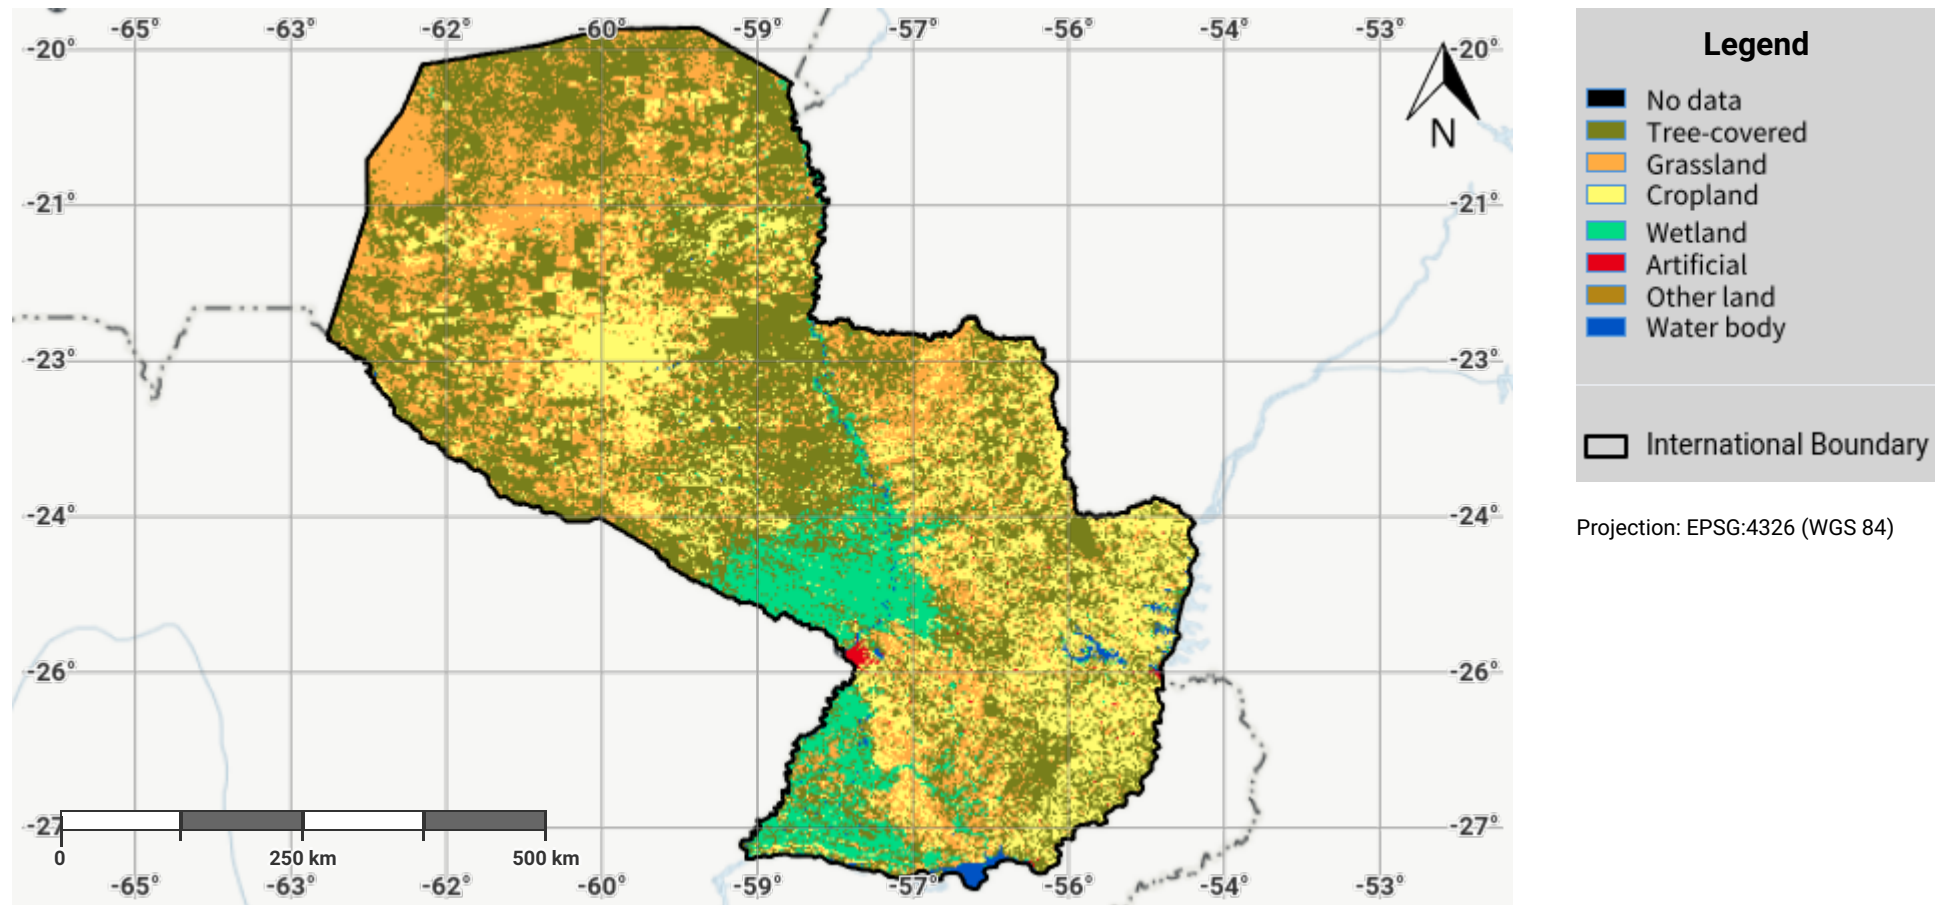 -65° -63° -62° -60° -59° -57° -56° -54° -53°
-20° -20°
N
-21° -21°
-23° -23°
-24° -24°
-26° -26°
-27 -27°
0 250 km 500 km
-65° -63° -62° -60° -59° -57° -56° -54° -53°
Legend
No data
Tree-covered
Grassland
Cropland
Wetland
Artificial
Other land
Water body
International Boundary
Projection: EPSG:4326 (WGS 84)